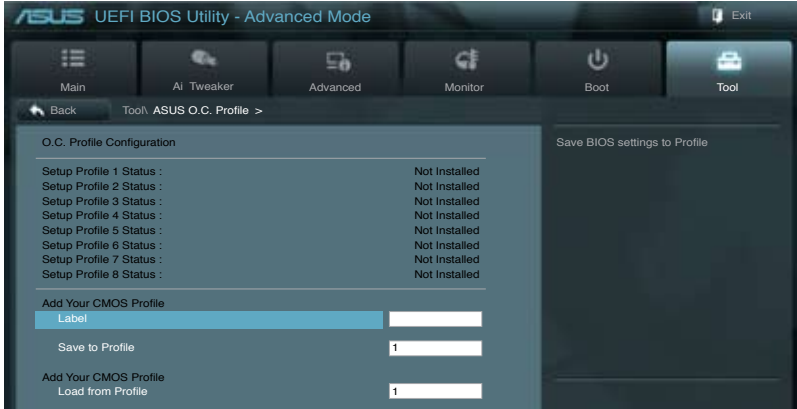 ASUS UEFI BIOS Utility - Advanced Mode Exit
Main Ai Tweaker Advanced Monitor Boot Tool
Back Tool\ ASUS O.C. Profile >
O.C. Profile Configuration Save BIOS settings to Profile
Setup Profile 1 Status : Not Installed
Setup Profile 2 Status : Not Installed
Setup Profile 3 Status : Not Installed
Setup Profile 4 Status : Not Installed
Setup Profile 5 Status : Not Installed
Setup Profile 6 Status : Not Installed
Setup Profile 7 Status : Not Installed
Setup Profile 8 Status : Not Installed
Add Your CMOS Profile
Label
Save to Profile 1
Add Your CMOS Profile
Load from Profile 1